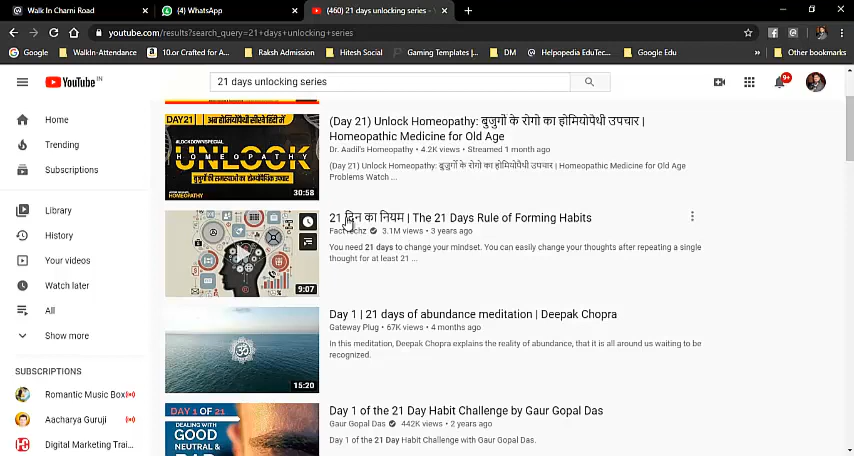 Walk In Charni Road
(4) WhatsApp
(460) 21 days unlocking series -
youtube.com/results?search_query=21+days+unlocking+series
Google
WalkIn-Attendance
10.or Crafted for A...
Raksh Admission
Hitesh Social
Gaming Templates |...
DM
Helpopedia EduTec...
Google Edu
Other bookmarks
YouTube IN
21 days unlocking series
9+
Home
Trending
Subscriptions
Library
History
Your videos
Watch later
All
Show more
SUBSCRIPTIONS
Romantic Music Box
Aacharya Guruji
Digital Marketing Trai...
DAY21
अब होमियोपैथी सीखे हिंदी में
#LOCKDOWNSPECIAL
UNLOCK
HOMEOPATHY
बुजुर्गो की समस्याओं का होम्योपैथिक उपचार
30:58
(Day 21) Unlock Homeopathy: बुजुर्गो के रोगो का होमियोपैथी उपचार |
Homeopathic Medicine for Old Age
Dr. Aadil's Homeopathy • 4.2K views • Streamed 1 month ago
(Day 21) Unlock Homeopathy: बुजुर्गो के रोगो का होमियोपैथी उपचार | Homeopathic Medicine for Old Age
Problems Watch ...
9:07
21 दिन का नियम | The 21 Days Rule of Forming Habits
FactTechz 3.1M views • 3 years ago
You need 21 days to change your mindset. You can easily change your thoughts after repeating a single
thought for at least 21 ...
15:20
Day 1 | 21 days of abundance meditation | Deepak Chopra
Gateway Plug • 67K views • 4 months ago
In this meditation, Deepak Chopra explains the reality of abundance, that it is all around us waiting to be
recognized.
DAY 1 OF 21
DEALING WITH
GOOD
NEUTRAL &
BAD
Day 1 of the 21 Day Habit Challenge by Gaur Gopal Das
Gaur Gopal Das 442K views • 2 years ago
Day 1 of the 21 Day Habit Challenge with Gaur Gopal Das.